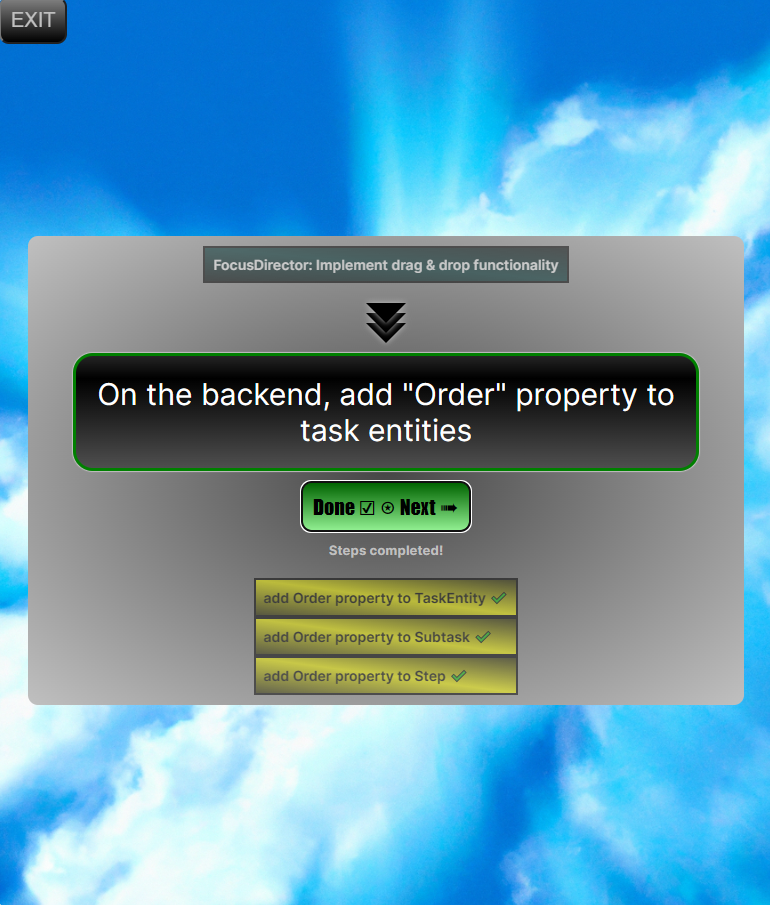 EXIT
FocusDirector: Implement drag & drop functionality
On the backend, add "Order" property to
task entities
Done ☑ ⍟ Next ➠
Steps completed!
add Order property to TaskEntity ✅
add Order property to Subtask ✅
add Order property to Step ✅